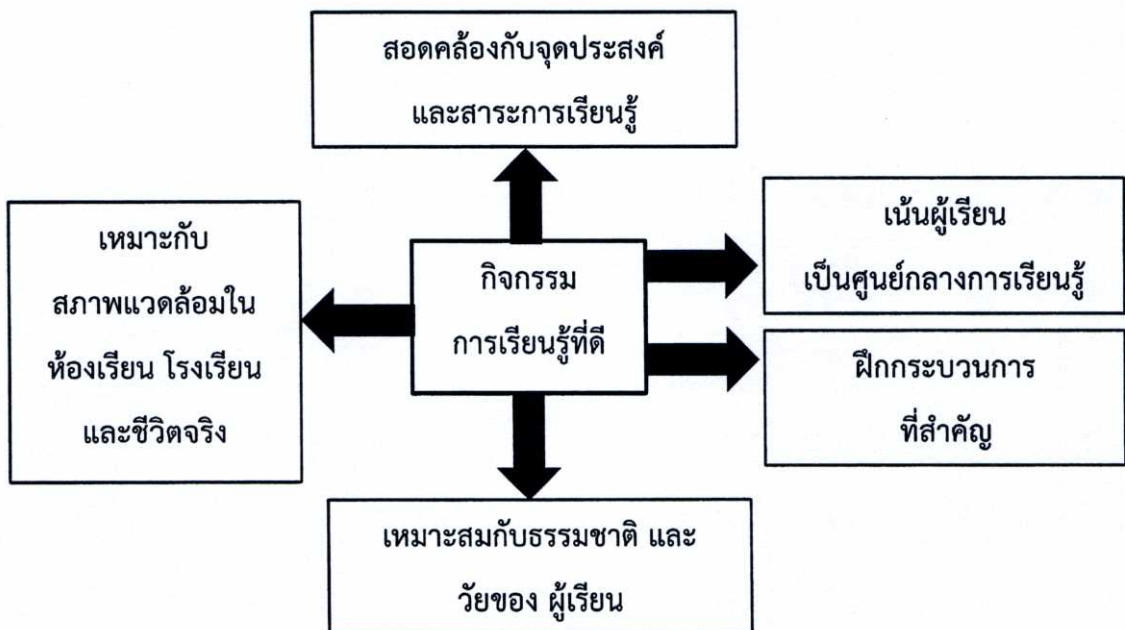 สอดคล้องกับจุดประสงค์
และสาระการเรียนรู้
เหมาะกับ
สภาพแวดล้อมใน
ห้องเรียน โรงเรียน
และชีวิตจริง
กิจกรรม
การเรียนรู้ที่ดี
เน้นผู้เรียน
เป็นศูนย์กลางการเรียนรู้
ฝึกกระบวนการ
ที่สำคัญ
เหมาะสมกับธรรมชาติ และ
วัยของ ผู้เรียน